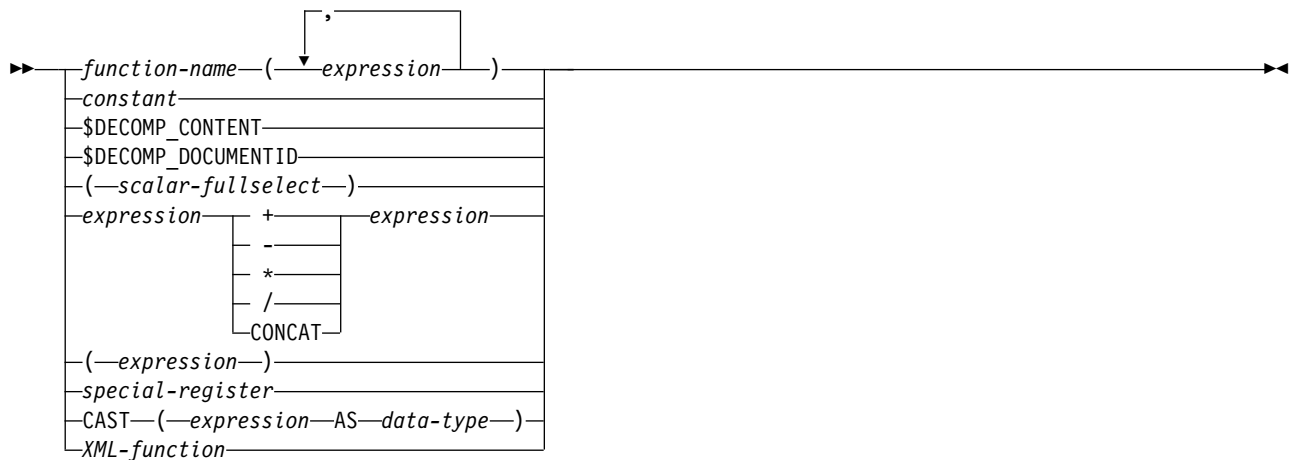 ,
function-name ( expression )
constant
$DECOMP_CONTENT
$DECOMP_DOCUMENTID
( scalar-fullselect )
expression + expression
-
*
/
CONCAT
( expression )
special-register
CAST ( expression AS data-type )
XML-function